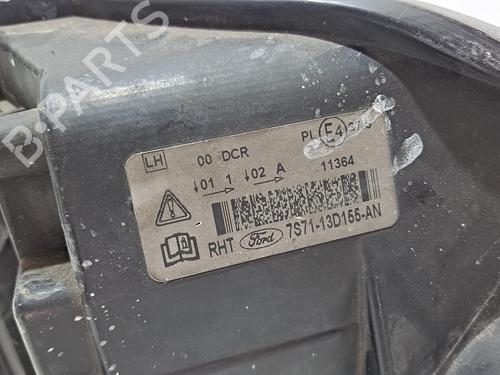 B-PARTS
LH 00 DCR PL E4
↓01 1 → ↓02 A → 11364
A RHT Ford 7S71-13D155-AN